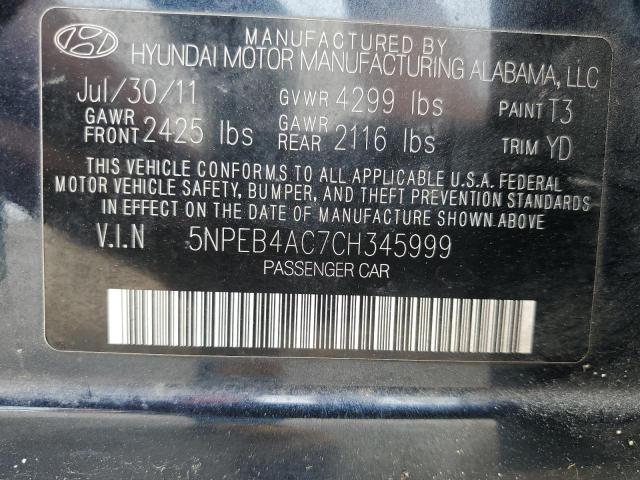 MANUFACTURED BY
HYUNDAI MOTOR MANUFACTURING ALABAMA, LLC
Jul/30/11 GVWR 4299 lbs PAINT T3
GAWR FRONT 2425 lbs GAWR REAR 2116 lbs TRIM YD
THIS VEHICLE CONFORMS TO ALL APPLICABLE U.S.A. FEDERAL
MOTOR VEHICLE SAFETY, BUMPER, AND THEFT PREVENTION STANDARDS
IN EFFECT ON THE DATE OF MANUFACTURE SHOWN ABOVE.
V.I.N 5NPEB4AC7CH345999
PASSENGER CAR